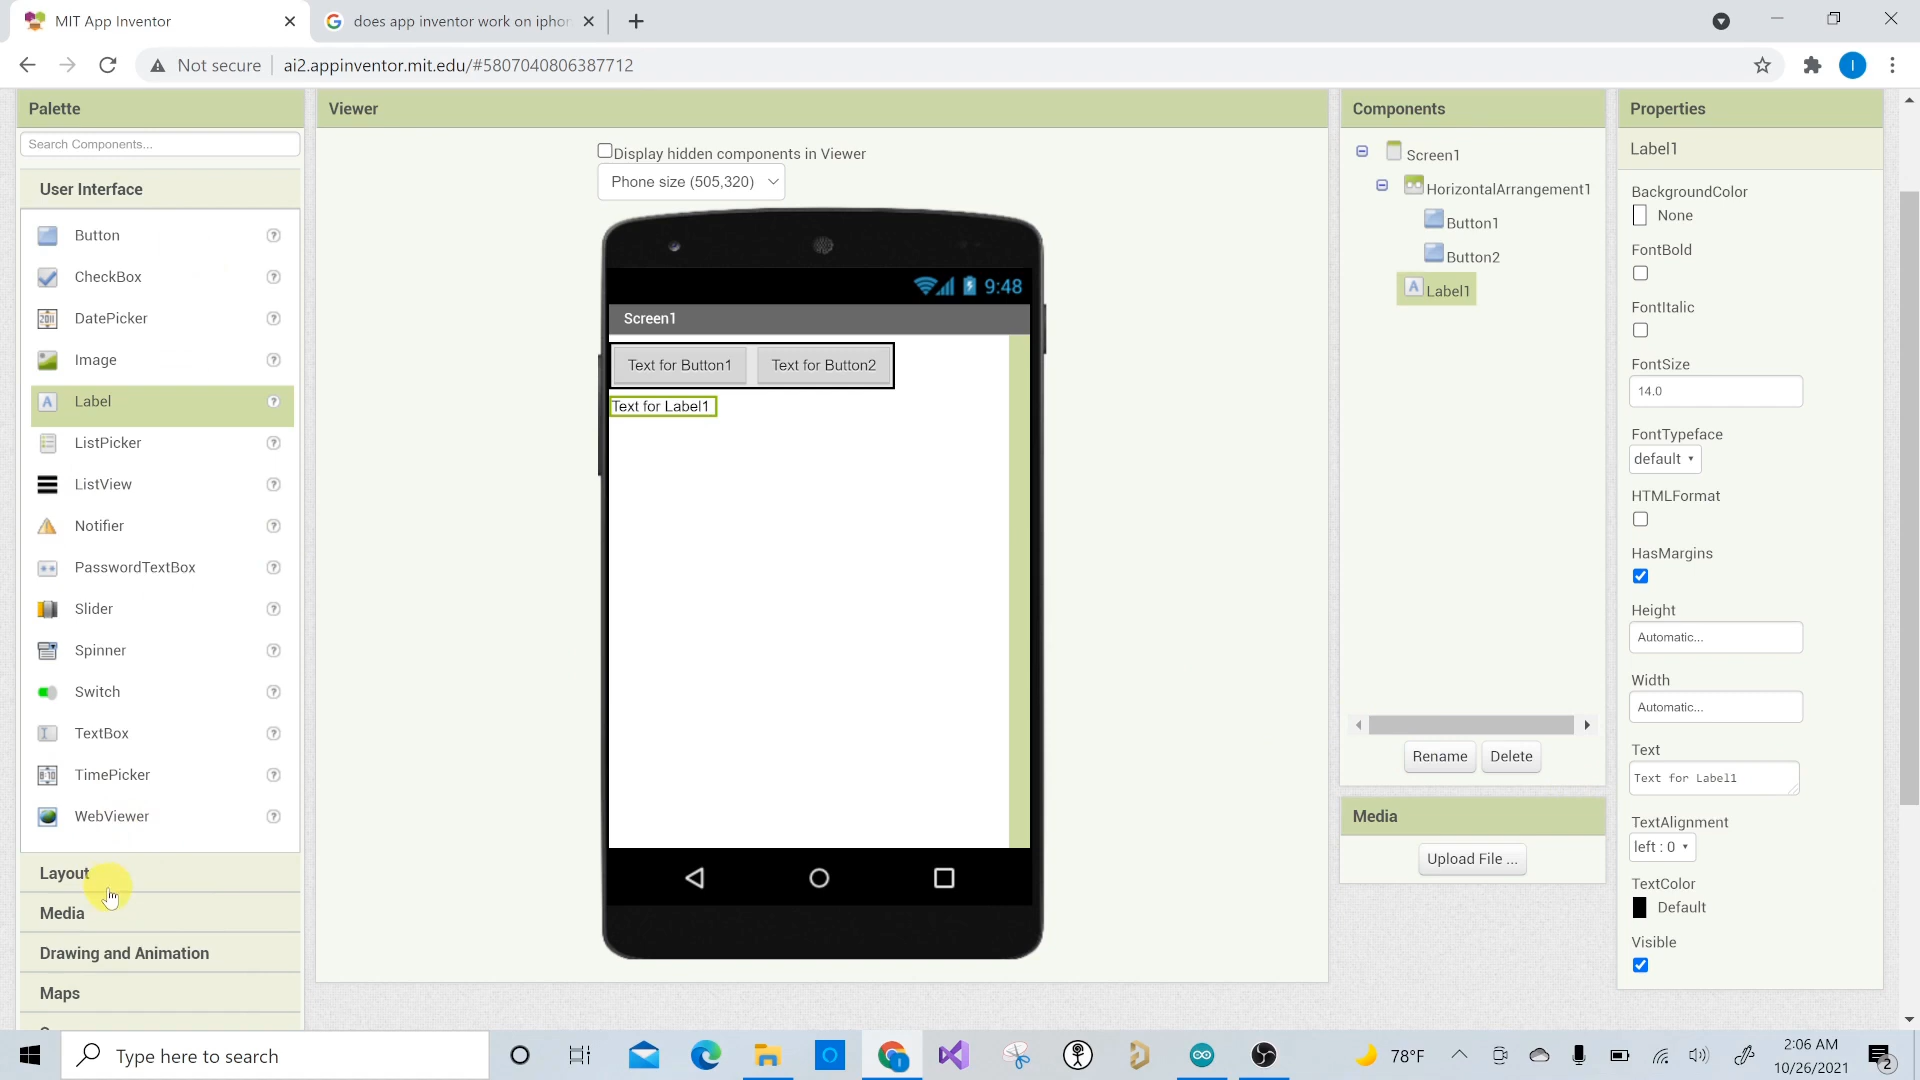 MIT App Inventor
does app inventor work on iphon
Not secure
ai2.appinventor.mit.edu/#5807040806387712
I
Palette
Search Components...
User Interface
Button
CheckBox
DatePicker
Image
Label
ListPicker
ListView
Notifier
PasswordTextBox
Slider
Spinner
Switch
TextBox
TimePicker
WebViewer
Layout
Media
Drawing and Animation
Maps
Viewer
Display hidden components in Viewer
Phone size (505,320)
9:48
Screen1
Text for Button1
Text for Button2
Text for Label1
Components
Screen1
HorizontalArrangement1
Button1
Button2
Label1
Rename
Delete
Media
Upload File ...
Properties
Label1
BackgroundColor
None
FontBold
FontItalic
FontSize
14.0
FontTypeface
default
HTMLFormat
HasMargins
Height
Automatic...
Width
Automatic...
Text
Text for Label1
TextAlignment
left : 0
TextColor
Default
Visible
Type here to search
78°F
2:06 AM
10/26/2021
2